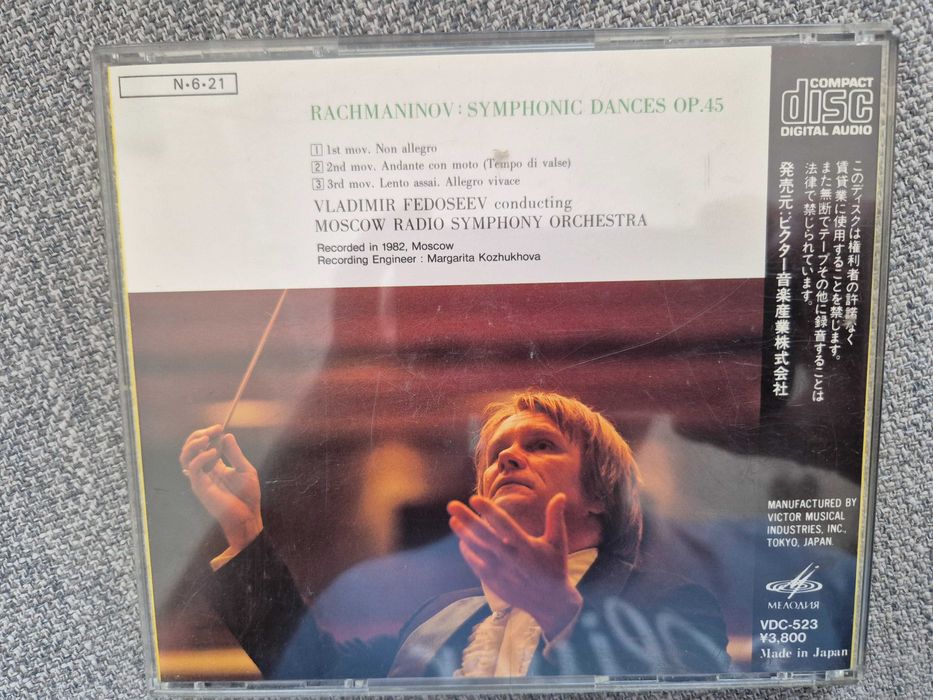 N•6•21
RACHMANINOV: SYMPHONIC DANCES OP.45
1 1st mov. Non allegro
2 2nd mov. Andante con moto (Tempo di valse)
3 3rd mov. Lento assai. Allegro vivace
VLADIMIR FEDOSEEV conducting
MOSCOW RADIO SYMPHONY ORCHESTRA
Recorded in 1982, Moscow
Recording Engineer : Margarita Kozhukhova
COMPACT
disc
DIGITAL AUDIO
このディスクは権利者の許諾なく
賃貸業に使用することを禁じます。
また無断でテープその他に録音することは
法律で禁じられています。
発売元:ビクター音楽産業株式会社
MANUFACTURED BY
VICTOR MUSICAL
INDUSTRIES, INC.,
TOKYO, JAPAN.
МЕЛОДИЯ
VDC-523
¥3,800
Made in Japan